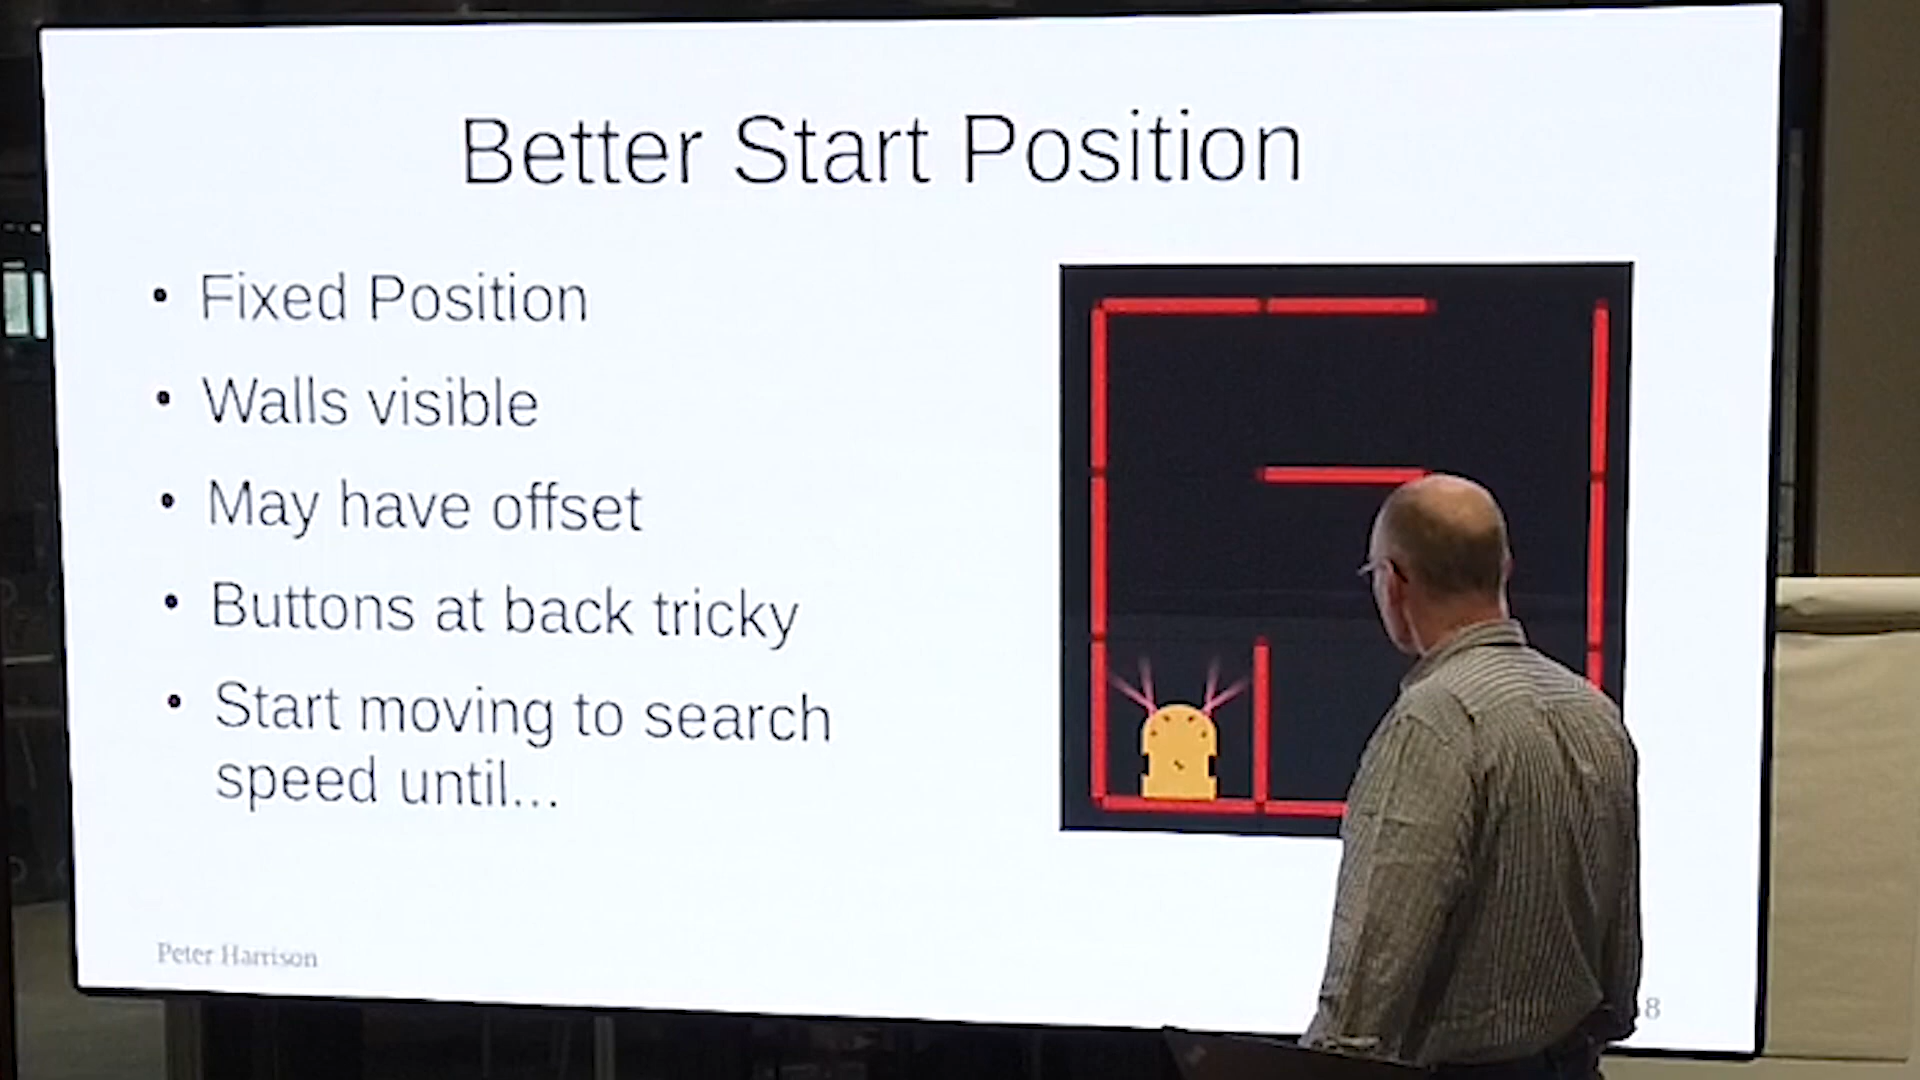 Better Start Position
• Fixed Position
• Walls visible
• May have offset
• Buttons at back tricky
• Start moving to search
speed until...
Peter Harrison
8